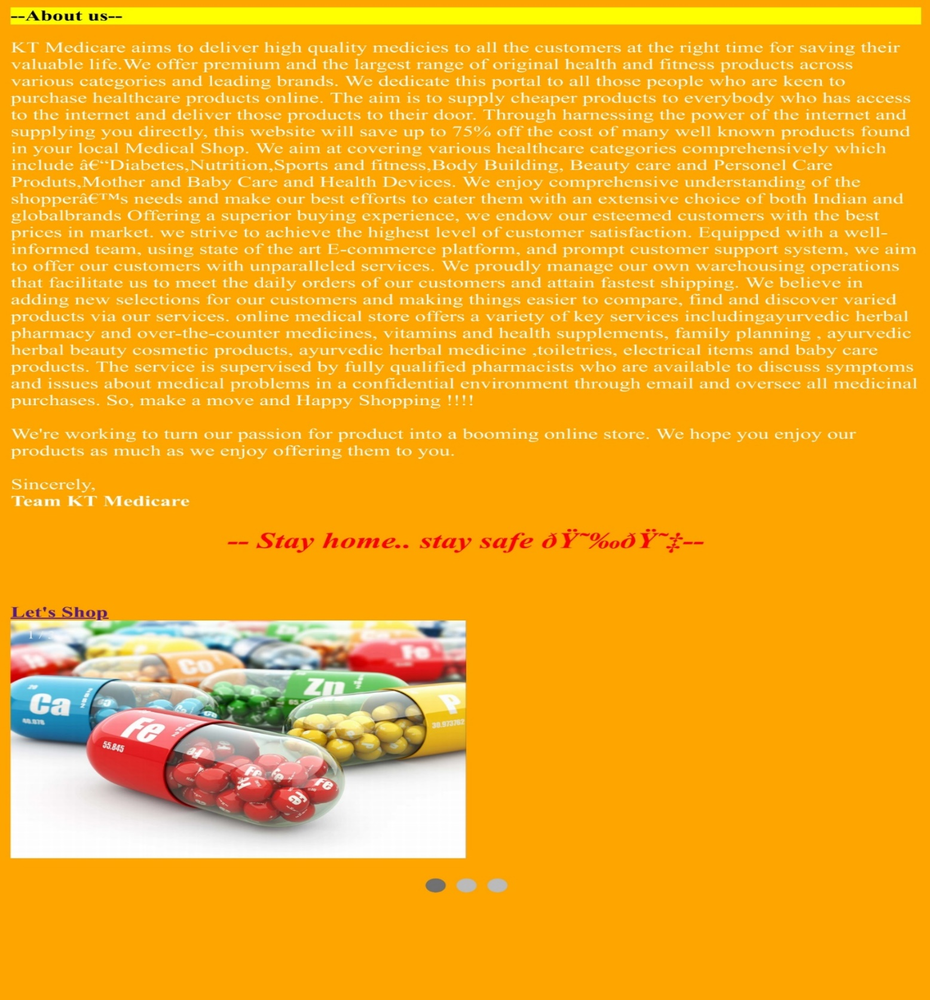 --About us--
KT Medicare aims to deliver high quality medicies to all the customers at the right time for saving their
valuable life.We offer premium and the largest range of original health and fitness products across
various categories and leading brands. We dedicate this portal to all those people who are keen to
purchase healthcare products online. The aim is to supply cheaper products to everybody who has access
to the internet and deliver those products to their door. Through harnessing the power of the internet and
supplying you directly, this website will save up to 75% off the cost of many well known products found
in your local Medical Shop. We aim at covering various healthcare categories comprehensively which
include â€“Diabetes,Nutrition,Sports and fitness,Body Building, Beauty care and Personel Care
Produts,Mother and Baby Care and Health Devices. We enjoy comprehensive understanding of the
shopperâ€™s needs and make our best efforts to cater them with an extensive choice of both Indian and
globalbrands Offering a superior buying experience, we endow our esteemed customers with the best
prices in market. we strive to achieve the highest level of customer satisfaction. Equipped with a well-
informed team, using state of the art E-commerce platform, and prompt customer support system, we aim
to offer our customers with unparalleled services. We proudly manage our own warehousing operations
that facilitate us to meet the daily orders of our customers and attain fastest shipping. We believe in
adding new selections for our customers and making things easier to compare, find and discover varied
products via our services. online medical store offers a variety of key services includingayurvedic herbal
pharmacy and over-the-counter medicines, vitamins and health supplements, family planning , ayurvedic
herbal beauty cosmetic products, ayurvedic herbal medicine ,toiletries, electrical items and baby care
products. The service is supervised by fully qualified pharmacists who are available to discuss symptoms
and issues about medical problems in a confidential environment through email and oversee all medicinal
purchases. So, make a move and Happy Shopping !!!!
We're working to turn our passion for product into a booming online store. We hope you enjoy our
products as much as we enjoy offering them to you.
Sincerely,
Team KT Medicare
-- Stay home.. stay safe ðŸ˜‰ðŸ˜‡--
Let's Shop
1 /
Fe
Co
Zn
Ca
20
40.078
P
30.973762
Fe
55.845
Fe
Fe
Fe
Fe